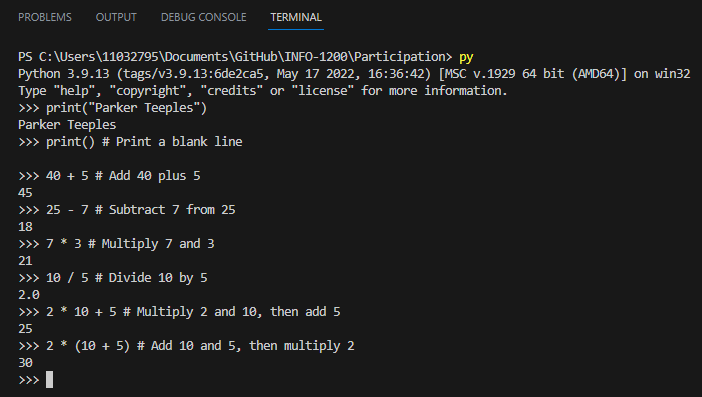 PROBLEMS OUTPUT DEBUG CONSOLE TERMINAL
PS C:\Users\11032795\Documents\GitHub\INFO-1200\Participation> py
Python 3.9.13 (tags/v3.9.13:6de2ca5, May 17 2022, 16:36:42) [MSC v.1929 64 bit (AMD64)] on win32
Type "help", "copyright", "credits" or "license" for more information.
>>> print("Parker Teeples")
Parker Teeples
>>> print() # Print a blank line

>>> 40 + 5 # Add 40 plus 5
45
>>> 25 - 7 # Subtract 7 from 25
18
>>> 7 * 3 # Multiply 7 and 3
21
>>> 10 / 5 # Divide 10 by 5
2.0
>>> 2 * 10 + 5 # Multiply 2 and 10, then add 5
25
>>> 2 * (10 + 5) # Add 10 and 5, then multiply 2
30
>>>